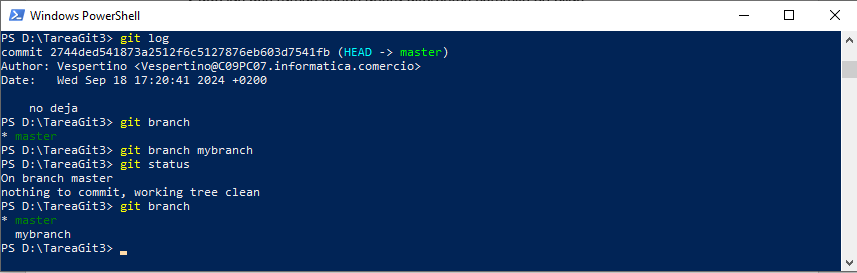 Windows PowerShell
PS D:\TareaGit3> git log
commit 2744ded541873a2512f6c5127876eb603d7541fb (HEAD -> master)
Author: Vespertino <Vespertino@C09PC07.informatica.comercio>
Date:   Wed Sep 18 17:20:41 2024 +0200
    no deja
PS D:\TareaGit3> git branch
* master
PS D:\TareaGit3> git branch mybranch
PS D:\TareaGit3> git status
On branch master
nothing to commit, working tree clean
PS D:\TareaGit3> git branch
* master
  mybranch
PS D:\TareaGit3>